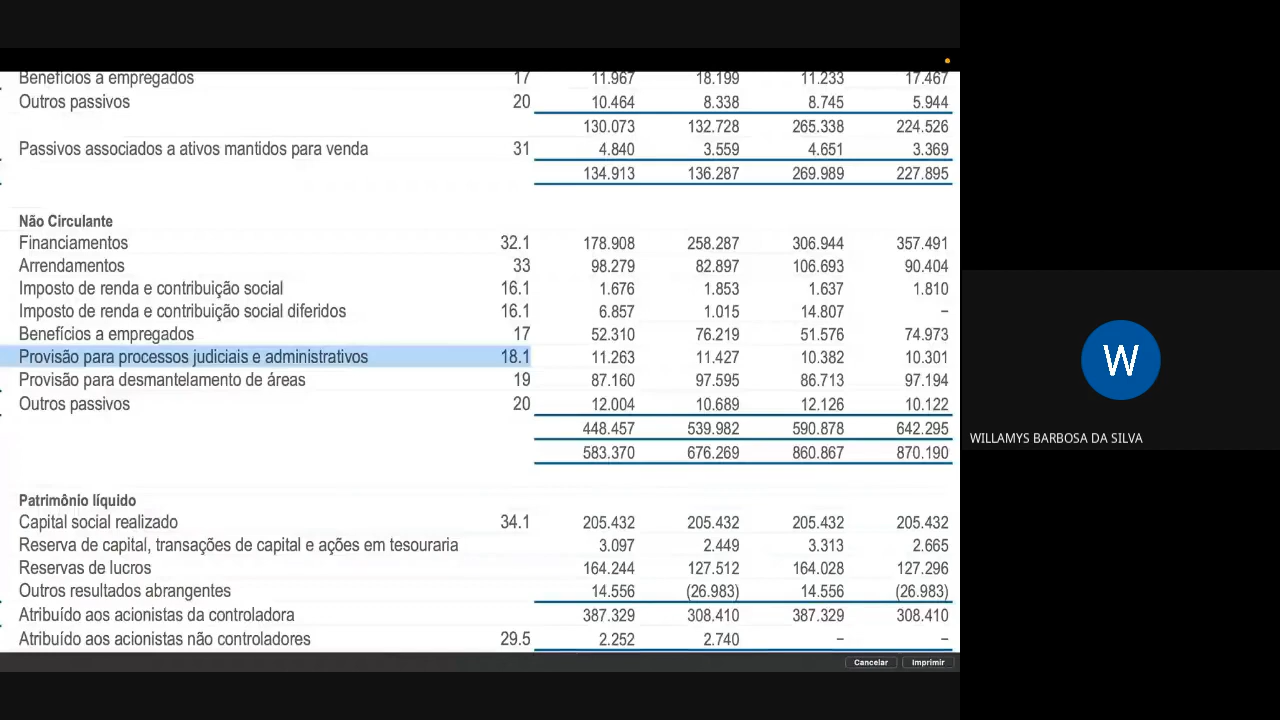 Benefícios a empregados 17 11.967 18.199 11.233 17.467
Outros passivos 20 10.464 8.338 8.745 5.944
130.073 132.728 265.338 224.526
Passivos associados a ativos mantidos para venda 31 4.840 3.559 4.651 3.369
134.913 136.287 269.989 227.895
Não Circulante
Financiamentos 32.1 178.908 258.287 306.944 357.491
Arrendamentos 33 98.279 82.897 106.693 90.404
Imposto de renda e contribuição social 16.1 1.676 1.853 1.637 1.810
Imposto de renda e contribuição social diferidos 16.1 6.857 1.015 14.807 –
Benefícios a empregados 17 52.310 76.219 51.576 74.973
Provisão para processos judiciais e administrativos 18.1 11.263 11.427 10.382 10.301
Provisão para desmantelamento de áreas 19 87.160 97.595 86.713 97.194
Outros passivos 20 12.004 10.689 12.126 10.122
448.457 539.982 590.878 642.295
583.370 676.269 860.867 870.190
Patrimônio líquido
Capital social realizado 34.1 205.432 205.432 205.432 205.432
Reserva de capital, transações de capital e ações em tesouraria 3.097 2.449 3.313 2.665
Reservas de lucros 164.244 127.512 164.028 127.296
Outros resultados abrangentes 14.556 (26.983) 14.556 (26.983)
Atribuído aos acionistas da controladora 387.329 308.410 387.329 308.410
Atribuído aos acionistas não controladores 29.5 2.252 2.740 – –
Cancelar Imprimir
W
WILLAMYS BARBOSA DA SILVA